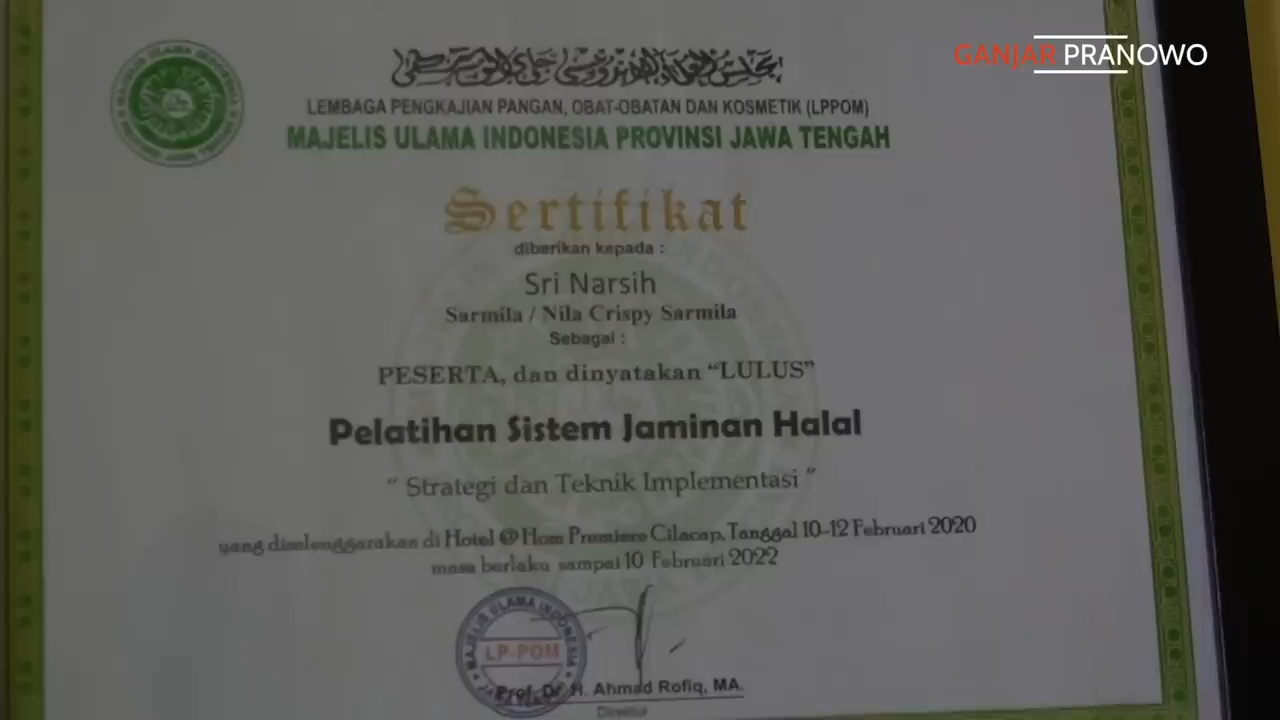 GANJAR PRANOWO
LEMBAGA PENGKAJIAN PANGAN, OBAT-OBATAN DAN KOSMETIK (LPPOM)
MAJELIS ULAMA INDONESIA PROVINSI JAWA TENGAH
Sertifikat
diberikan kepada :
Sri Narsih
Sarmila / Nila Crispy Sarmila
Sebagai :
PESERTA, dan dinyatakan “LULUS”
Pelatihan Sistem Jaminan Halal
“ Strategi dan Teknik Implementasi ”
yang diselenggarakan di Hotel @ Hom Premiere Cilacap, Tanggal 10-12 Februari 2020
masa berlaku sampai 10 Februari 2022
MAJELIS ULAMA INDONESIA
LP-POM
Prof. Dr. H. Ahmad Rofiq, MA.
Direktur